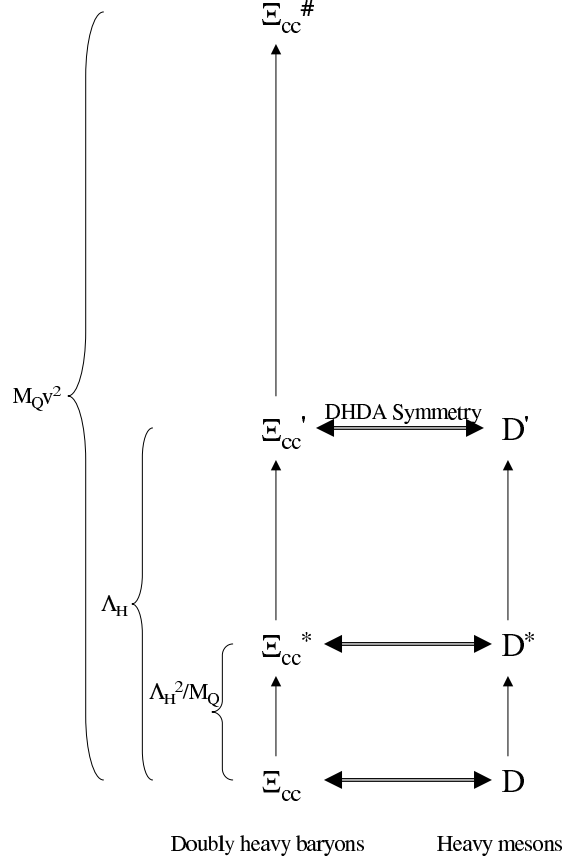 Ξcc#
MQv²
DHDA Symmetry
Ξcc' D'
ΛH
Ξcc* D*
ΛH²/MQ
Ξcc D
Doubly heavy baryons Heavy mesons